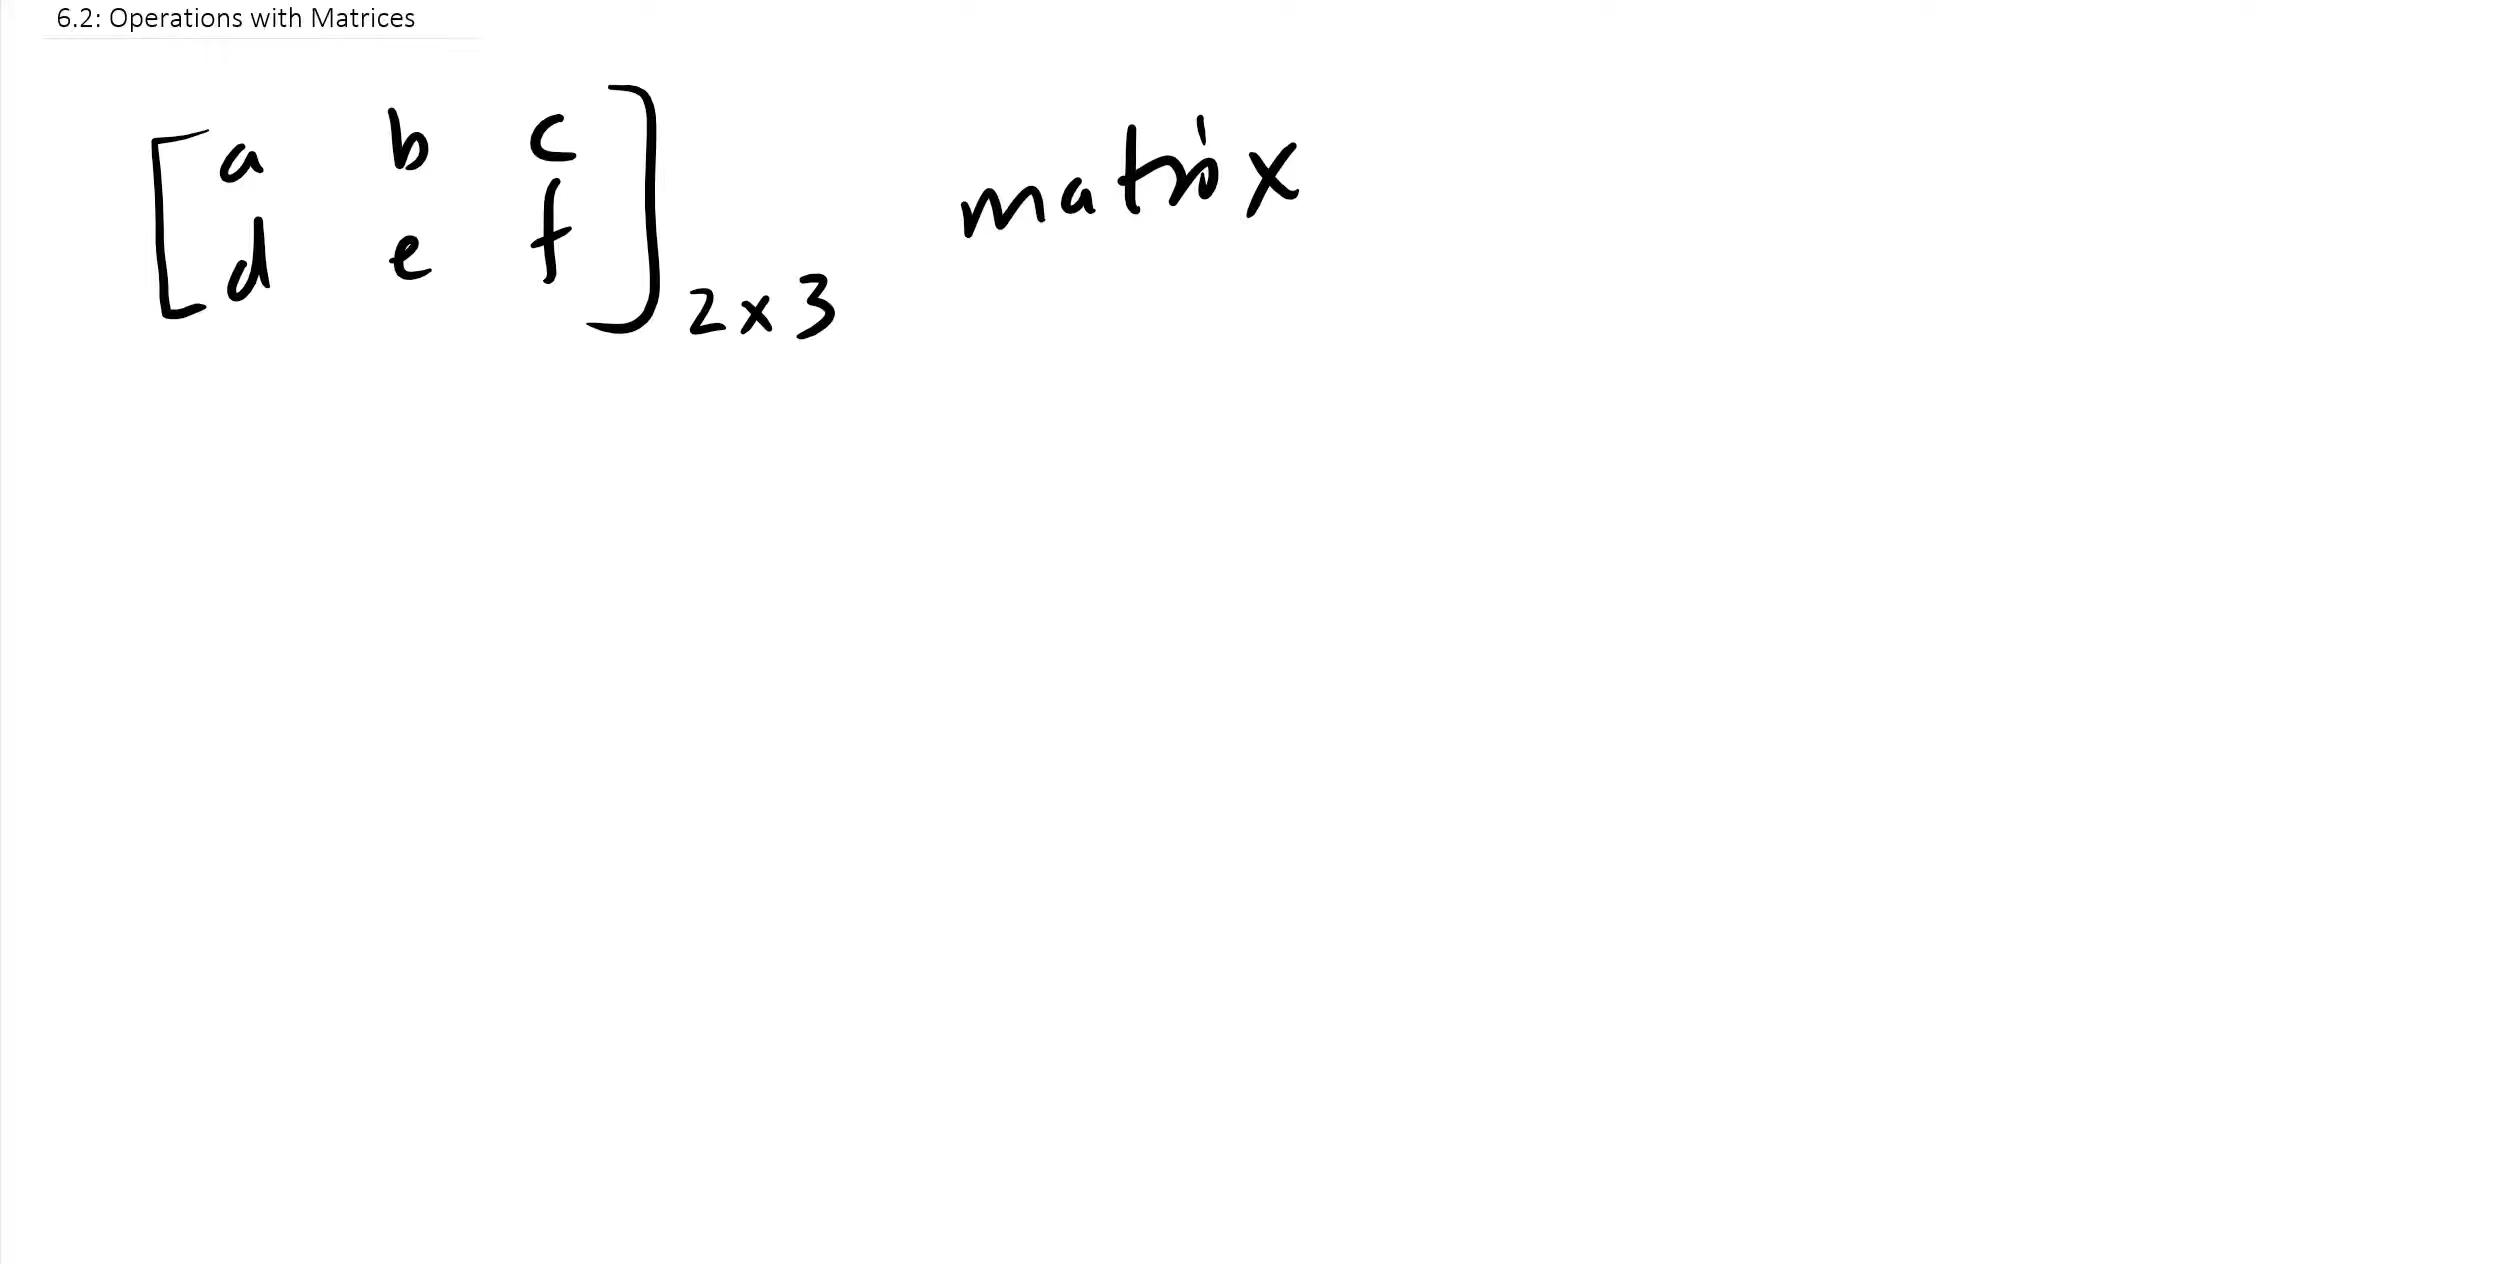 6.2: Operations with Matrices
a b c
d e f
2x3
matrix